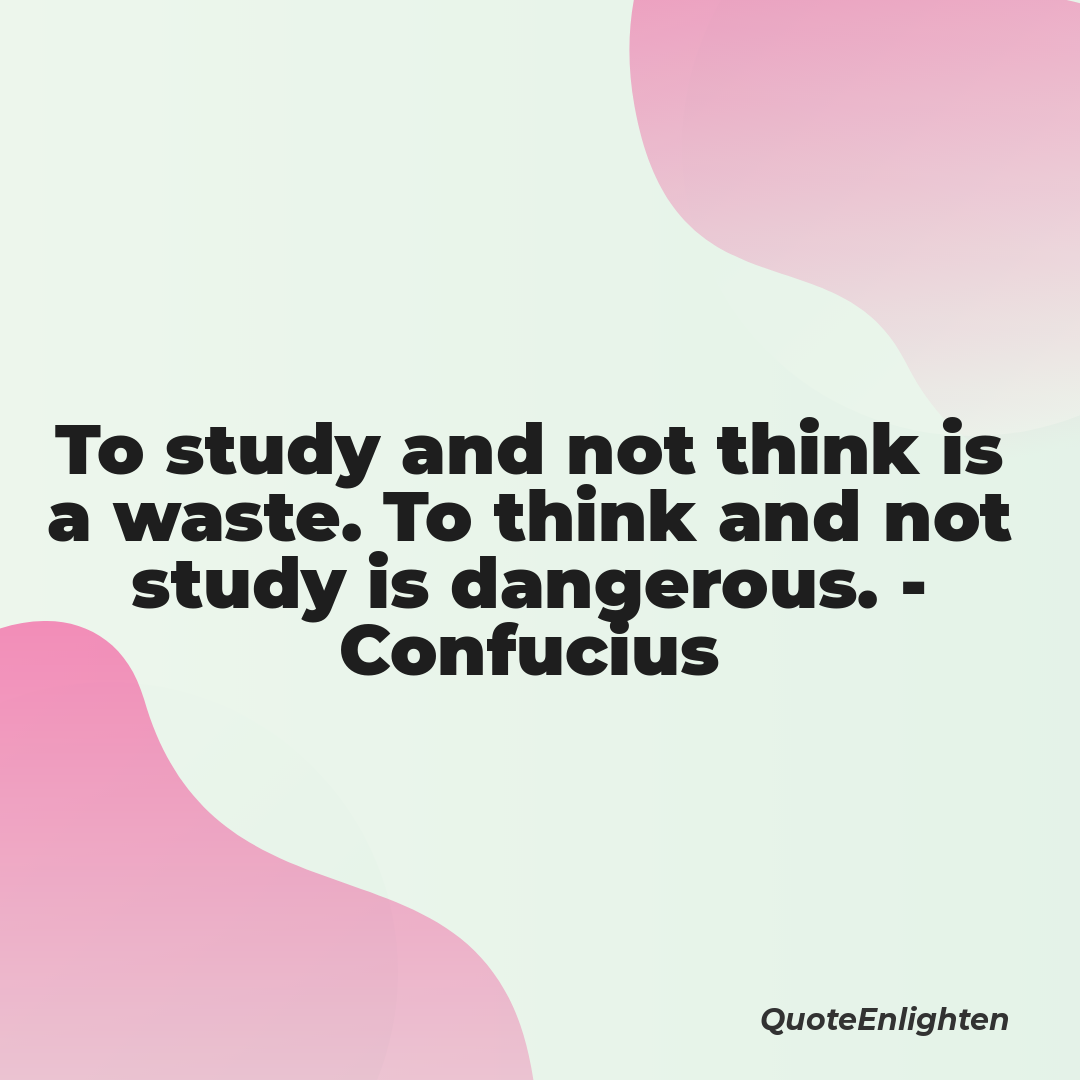 To study and not think is
a waste. To think and not
study is dangerous. -
Confucius
QuoteEnlighten